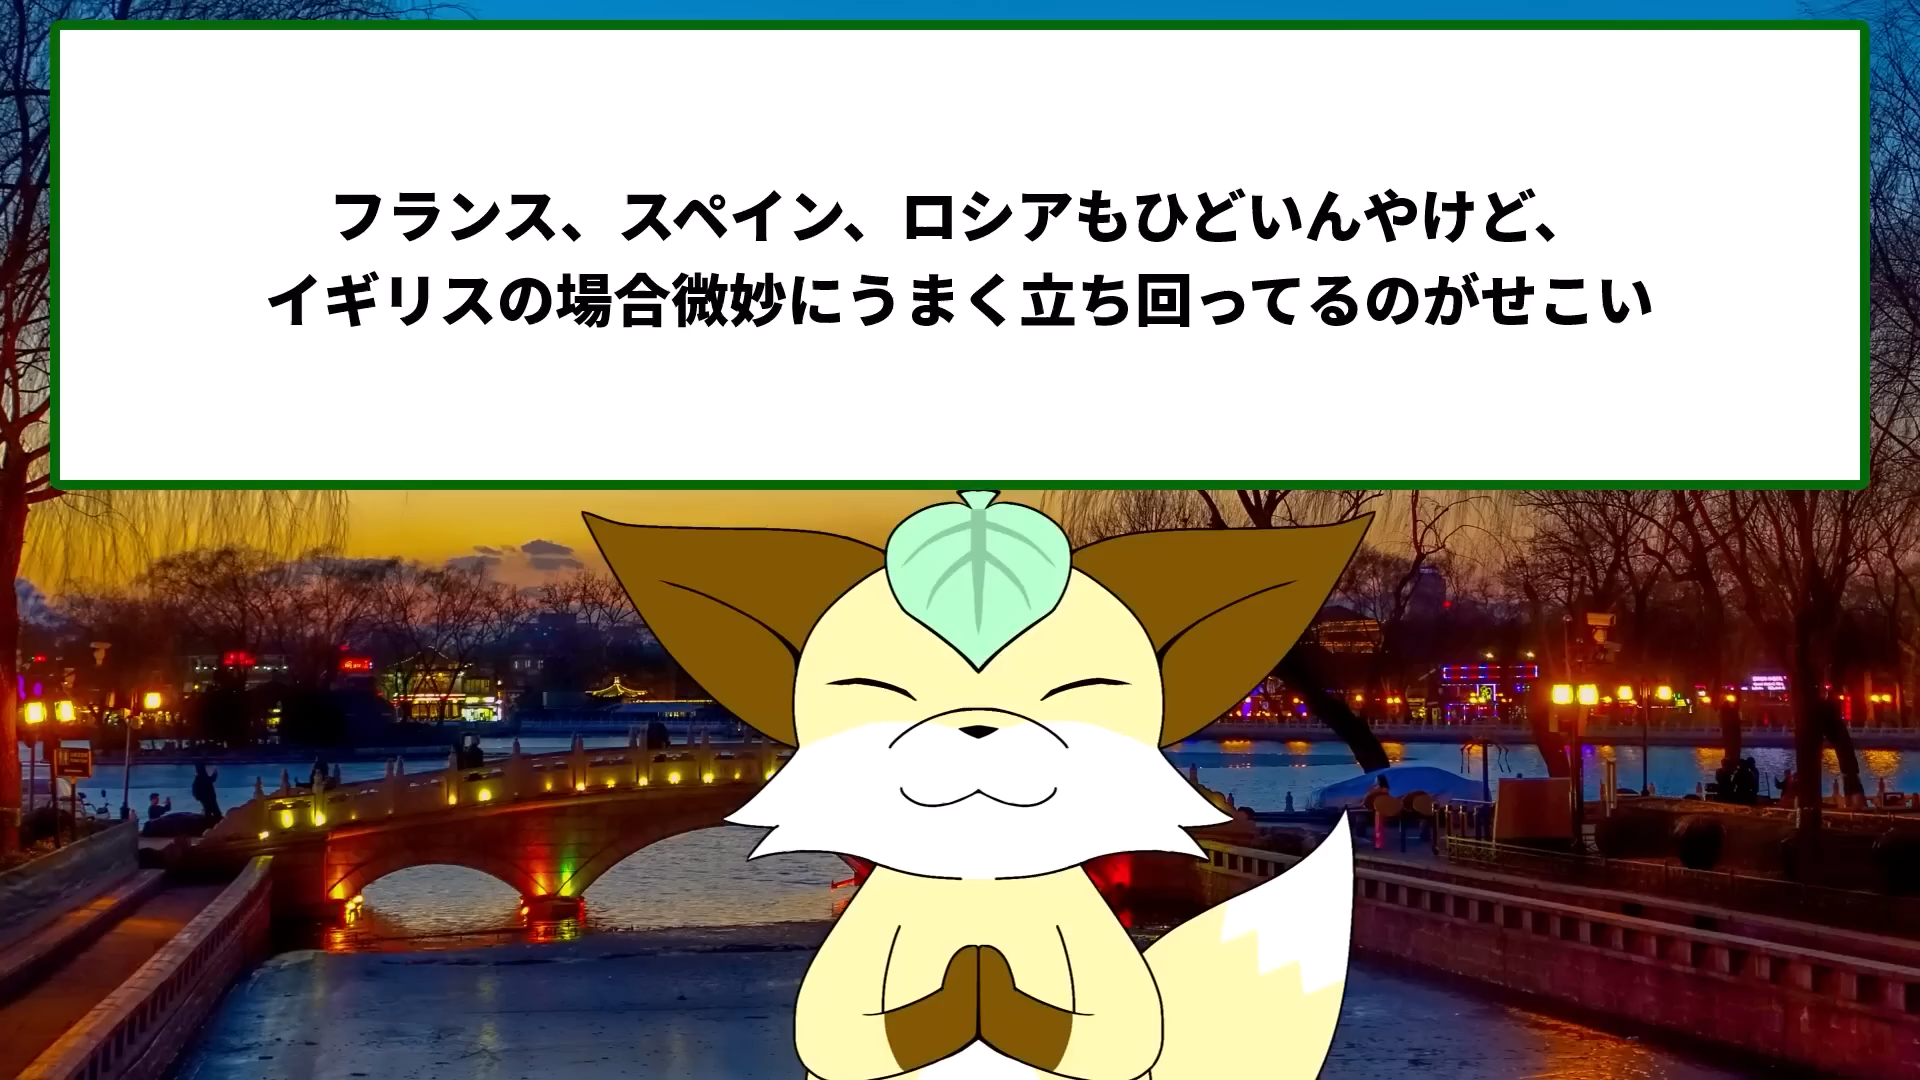 フランス、スペイン、ロシアもひどいんやけど、
イギリスの場合微妙にうまく立ち回ってるのがせこい